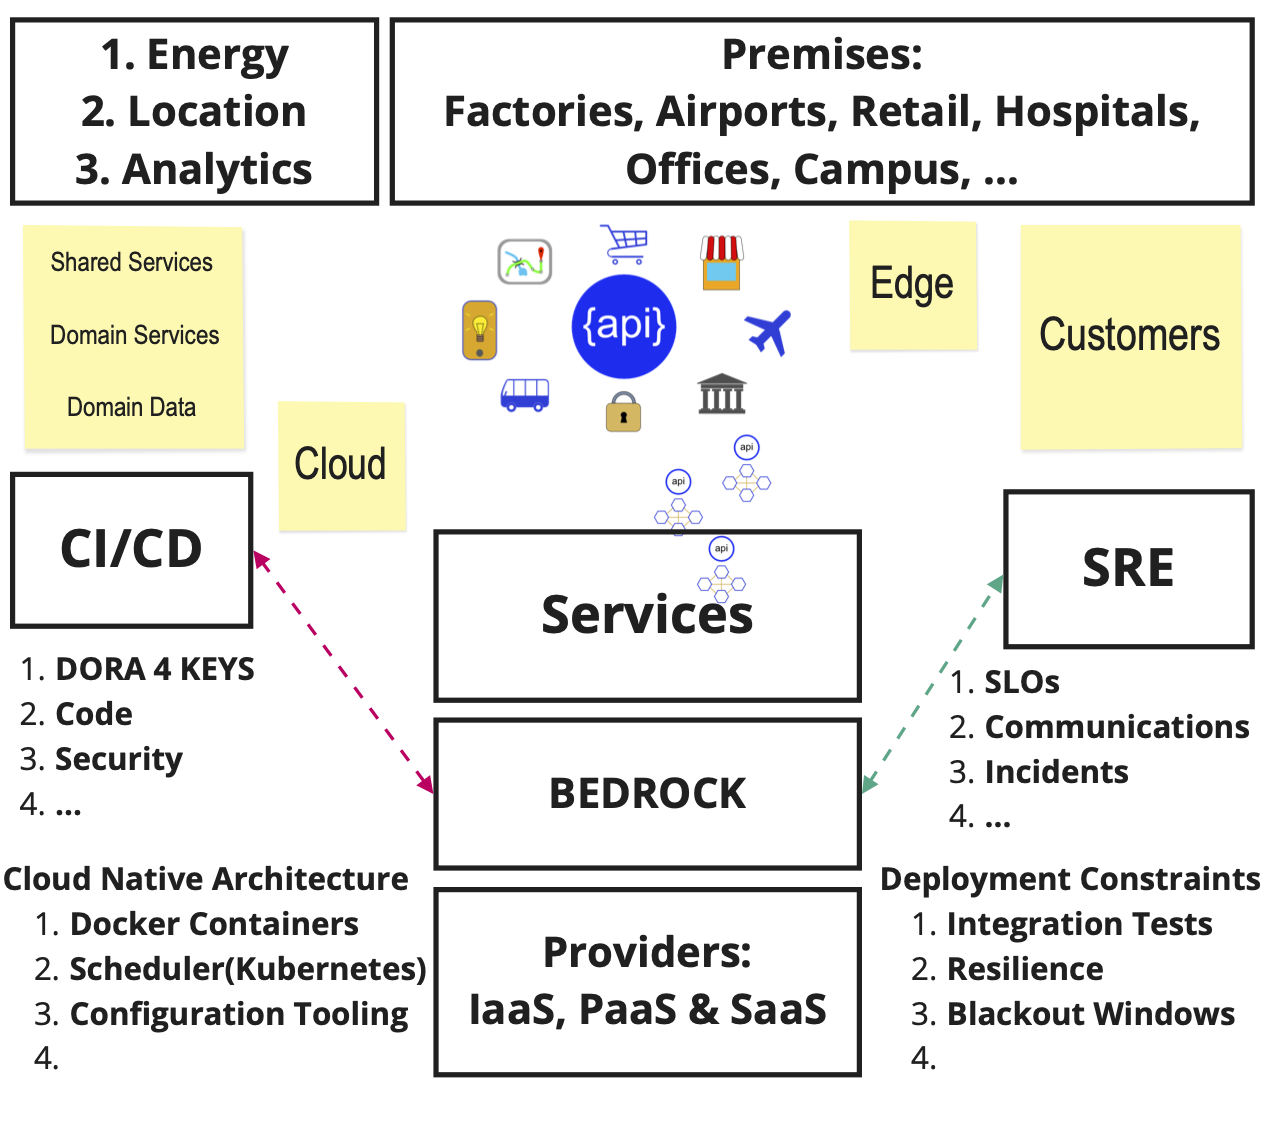 1. Energy
2. Location
3. Analytics
Premises:
Factories, Airports, Retail, Hospitals,
Offices, Campus, ...
Shared Services
Domain Services
Domain Data
Cloud
{api}
Edge
Customers
api
api
api
CI/CD
1. DORA 4 KEYS
2. Code
3. Security
4. ...
Services
BEDROCK
Providers:
IaaS, PaaS & SaaS
SRE
1. SLOs
2. Communications
3. Incidents
4. ...
Cloud Native Architecture
1. Docker Containers
2. Scheduler(Kubernetes)
3. Configuration Tooling
4.
Deployment Constraints
1. Integration Tests
2. Resilience
3. Blackout Windows
4.